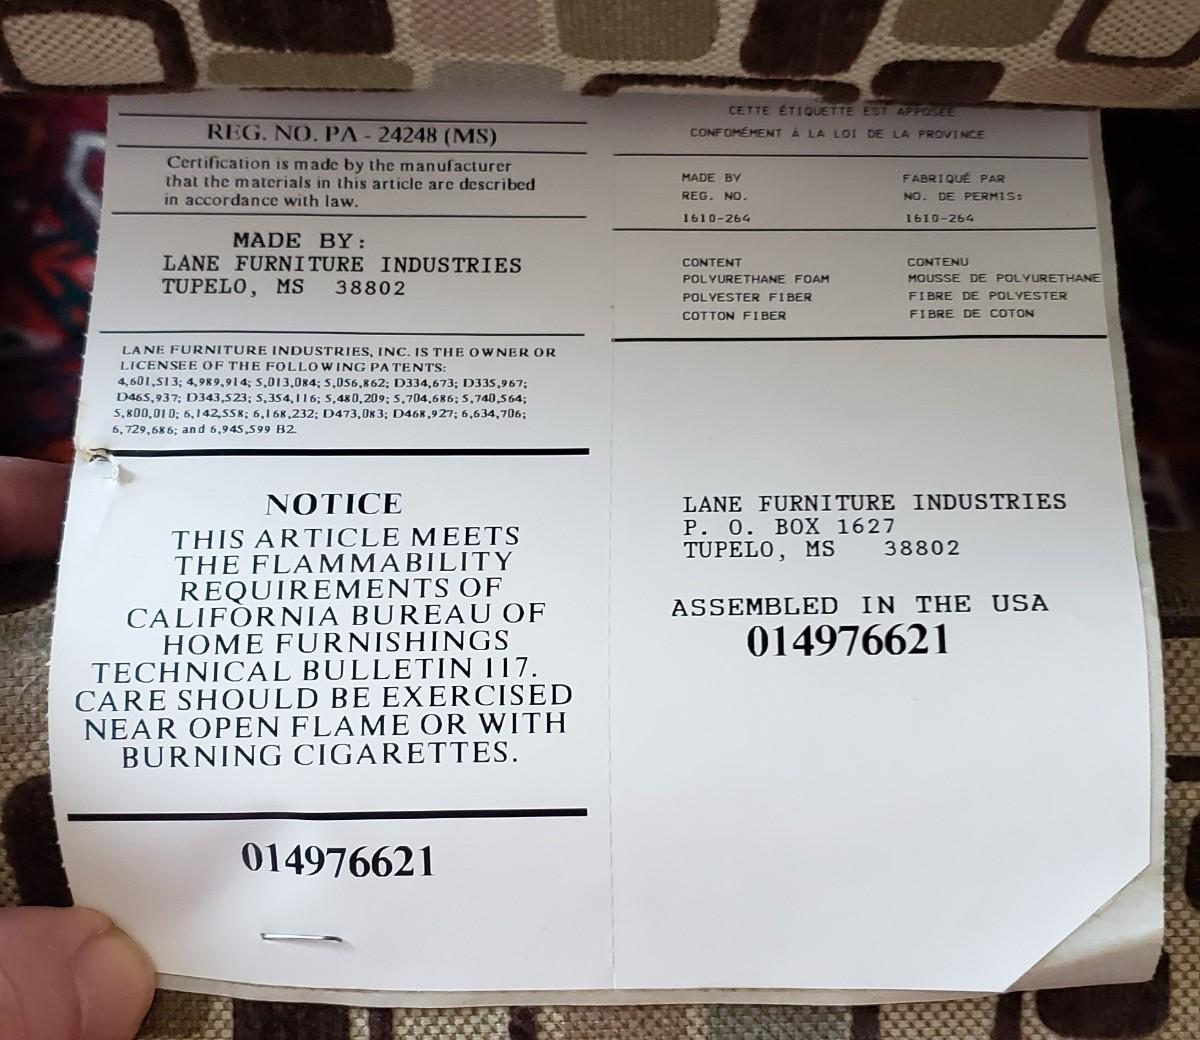 REG. NO. PA - 24248 (MS)
Certification is made by the manufacturer
that the materials in this article are described
in accordance with law.
MADE BY:
LANE FURNITURE INDUSTRIES
TUPELO, MS 38802
LANE FURNITURE INDUSTRIES, INC. IS THE OWNER OR
LICENSEE OF THE FOLLOWING PATENTS:
4,601,513; 4,989,914; 5,013,084; 5,056,862; D334,673; D335,967;
D465,937; D343,523; 5,354,116; 5,480,209; 5,704,686; 5,740,564;
5,800,010; 6,142,558; 6,168,232; D473,083; D468,927; 6,634,706;
6,729,686; and 6,945,599 B2.
NOTICE
THIS ARTICLE MEETS
THE FLAMMABILITY
REQUIREMENTS OF
CALIFORNIA BUREAU OF
HOME FURNISHINGS
TECHNICAL BULLETIN 117.
CARE SHOULD BE EXERCISED
NEAR OPEN FLAME OR WITH
BURNING CIGARETTES.
014976621
CETTE ÉTIQUETTE EST APPOSÉE
CONFOMÉMENT À LA LOI DE LA PROVINCE
MADE BY FABRIQUÉ PAR
REG. NO. NO. DE PERMIS:
1610-264 1610-264
CONTENT CONTENU
POLYURETHANE FOAM MOUSSE DE POLYURETHANE
POLYESTER FIBER FIBRE DE POLYESTER
COTTON FIBER FIBRE DE COTON
LANE FURNITURE INDUSTRIES
P. O. BOX 1627
TUPELO, MS 38802
ASSEMBLED IN THE USA
014976621